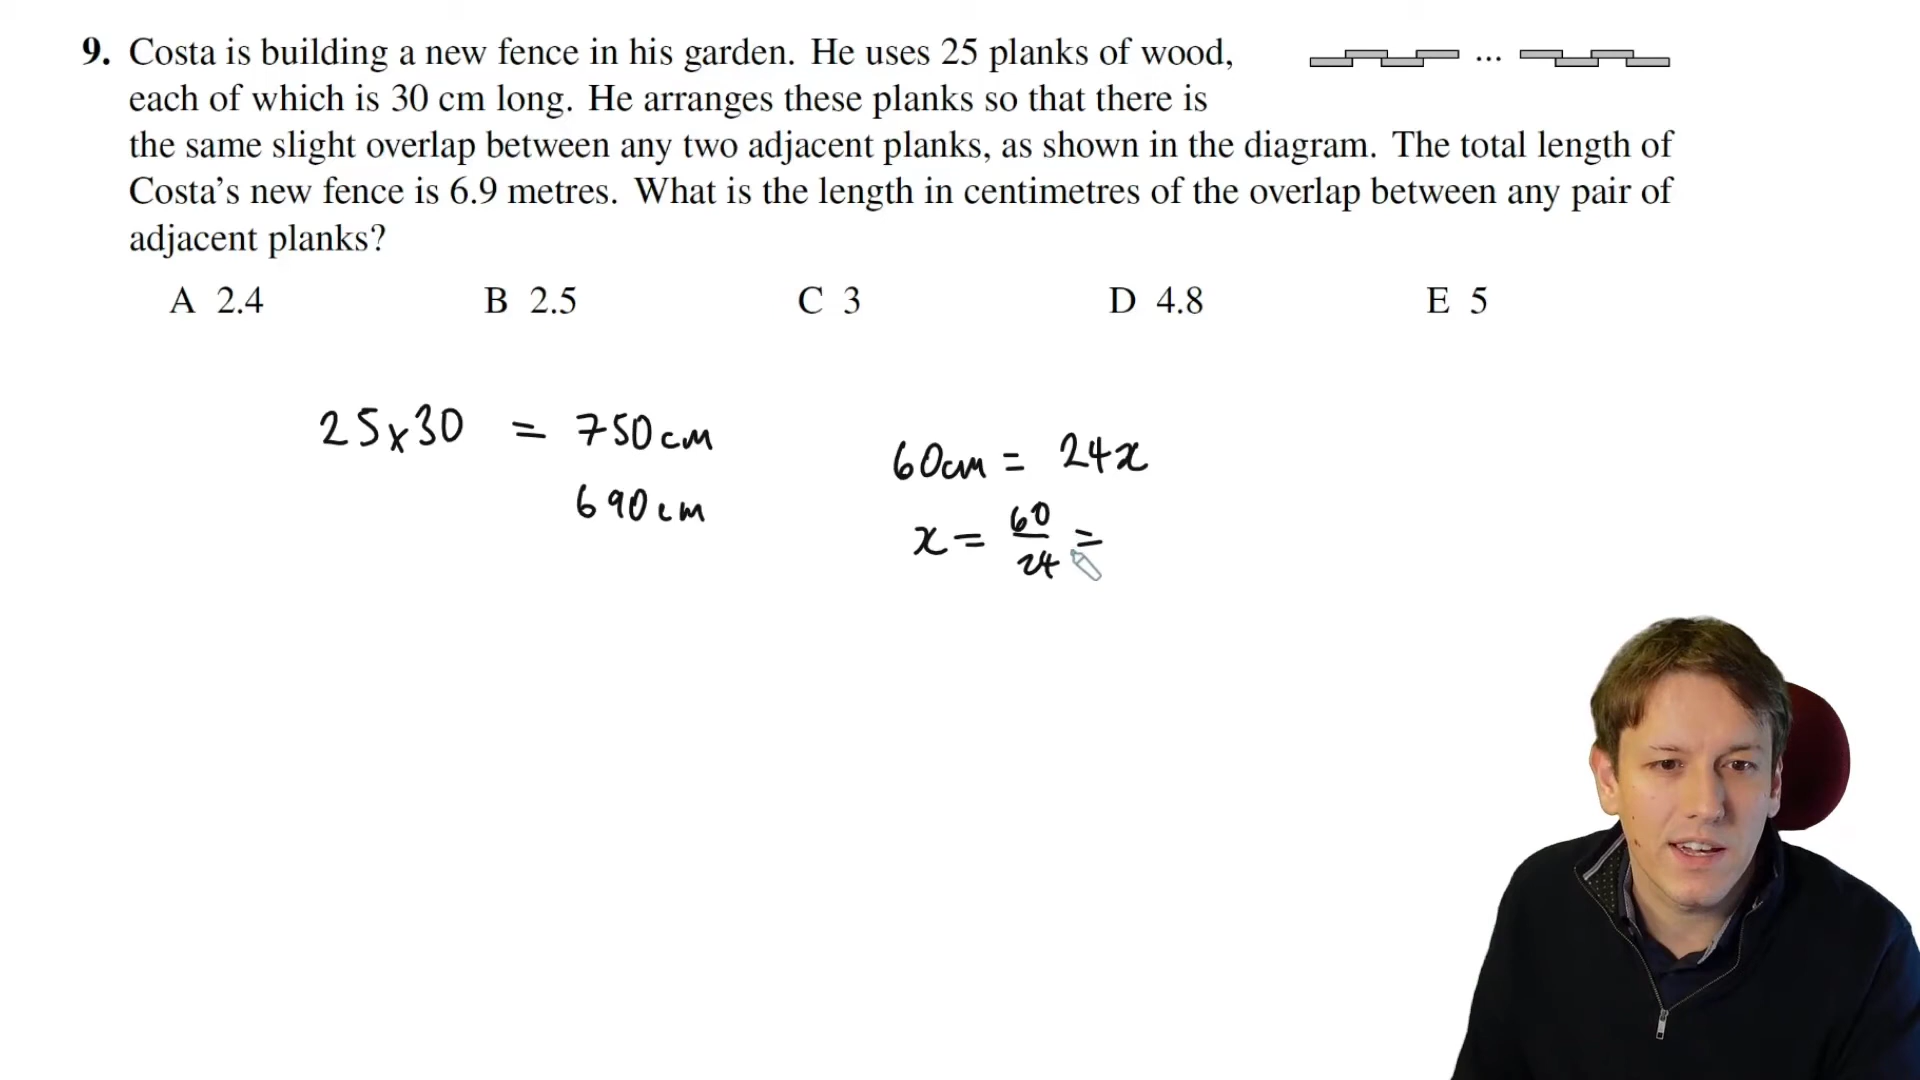 9. Costa is building a new fence in his garden. He uses 25 planks of wood,
each of which is 30 cm long. He arranges these planks so that there is
the same slight overlap between any two adjacent planks, as shown in the diagram. The total length of
Costa's new fence is 6.9 metres. What is the length in centimetres of the overlap between any pair of
adjacent planks?
...
A 2.4 B 2.5 C 3 D 4.8 E 5
25x30 = 750cm
690cm
60cm = 24x
x = 60/24 =